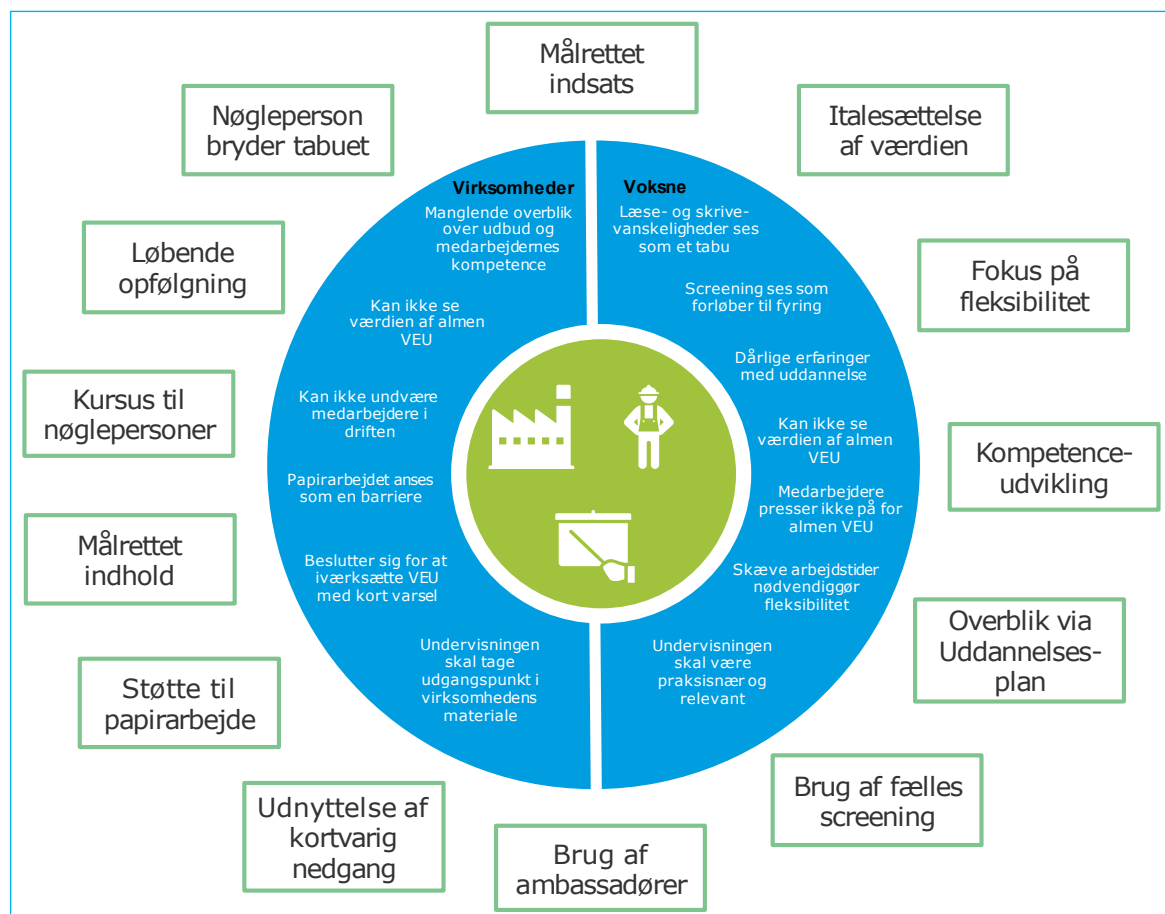 Målrettet
indsats
Nøgleperson
bryder tabuet
Italesættelse
af værdien
Løbende
opfølgning
Fokus på
fleksibilitet
Kursus til
nøglepersoner
Kompetence-
udvikling
Målrettet
indhold
Overblik via
Uddannelses-
plan
Støtte til
papirarbejde
Brug af fælles
screening
Udnyttelse af
kortvarig
nedgang
Brug af
ambassadører
Virksomheder
Manglende overblik
over udbud og
medarbejdernes
kompetence
Kan ikke se
værdien af almen
VEU
Kan ikke undvære
medarbejdere i
driften
Papirarbejdet anses
som en barriere
Beslutter sig for at
iværksætte VEU
med kort varsel
Undervisningen
skal tage
udgangspunkt i
virksomhedens
materiale
Voksne
Læse- og skrive-
vanskeligheder ses
som et tabu
Screening ses som
forløber til fyring
Dårlige erfaringer
med uddannelse
Kan ikke se
værdien af almen
VEU
Medarbejdere
presser ikke på for
almen VEU
Skæve arbejdstider
nødvendiggør
fleksibilitet
Undervisningen
skal være
praksisnær og
relevant